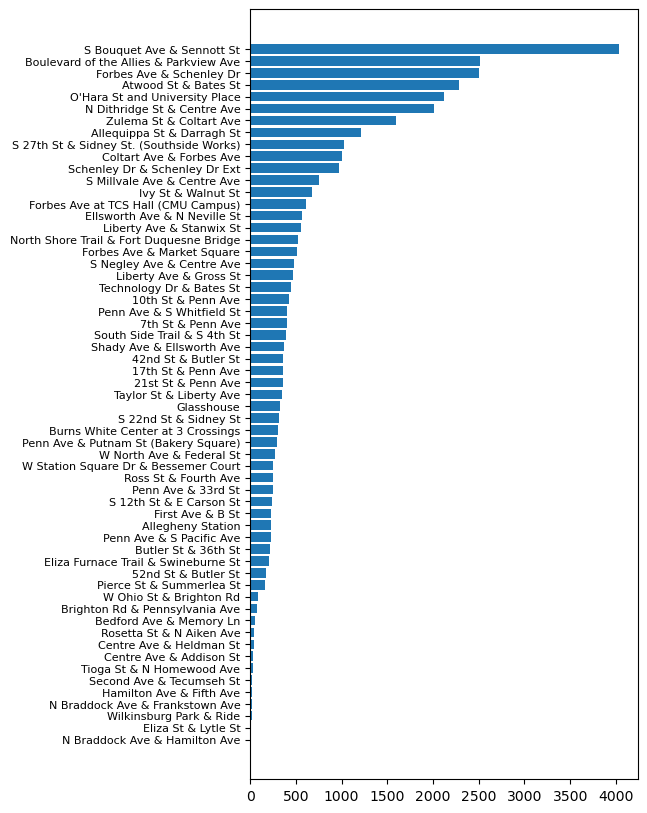 S Bouquet Ave & Sennott St
Boulevard of the Allies & Parkview Ave
Forbes Ave & Schenley Dr
Atwood St & Bates St
O'Hara St and University Place
N Dithridge St & Centre Ave
Zulema St & Coltart Ave
Allequippa St & Darragh St
S 27th St & Sidney St. (Southside Works)
Coltart Ave & Forbes Ave
Schenley Dr & Schenley Dr Ext
S Millvale Ave & Centre Ave
Ivy St & Walnut St
Forbes Ave at TCS Hall (CMU Campus)
Ellsworth Ave & N Neville St
Liberty Ave & Stanwix St
North Shore Trail & Fort Duquesne Bridge
Forbes Ave & Market Square
S Negley Ave & Centre Ave
Liberty Ave & Gross St
Technology Dr & Bates St
10th St & Penn Ave
Penn Ave & S Whitfield St
7th St & Penn Ave
South Side Trail & S 4th St
Shady Ave & Ellsworth Ave
42nd St & Butler St
17th St & Penn Ave
21st St & Penn Ave
Taylor St & Liberty Ave
Glasshouse
S 22nd St & Sidney St
Burns White Center at 3 Crossings
Penn Ave & Putnam St (Bakery Square)
W North Ave & Federal St
W Station Square Dr & Bessemer Court
Ross St & Fourth Ave
Penn Ave & 33rd St
S 12th St & E Carson St
First Ave & B St
Allegheny Station
Penn Ave & S Pacific Ave
Butler St & 36th St
Eliza Furnace Trail & Swineburne St
52nd St & Butler St
Pierce St & Summerlea St
W Ohio St & Brighton Rd
Brighton Rd & Pennsylvania Ave
Bedford Ave & Memory Ln
Rosetta St & N Aiken Ave
Centre Ave & Heldman St
Centre Ave & Addison St
Tioga St & N Homewood Ave
Second Ave & Tecumseh St
Hamilton Ave & Fifth Ave
N Braddock Ave & Frankstown Ave
Wilkinsburg Park & Ride
Eliza St & Lytle St
N Braddock Ave & Hamilton Ave
0 500 1000 1500 2000 2500 3000 3500 4000